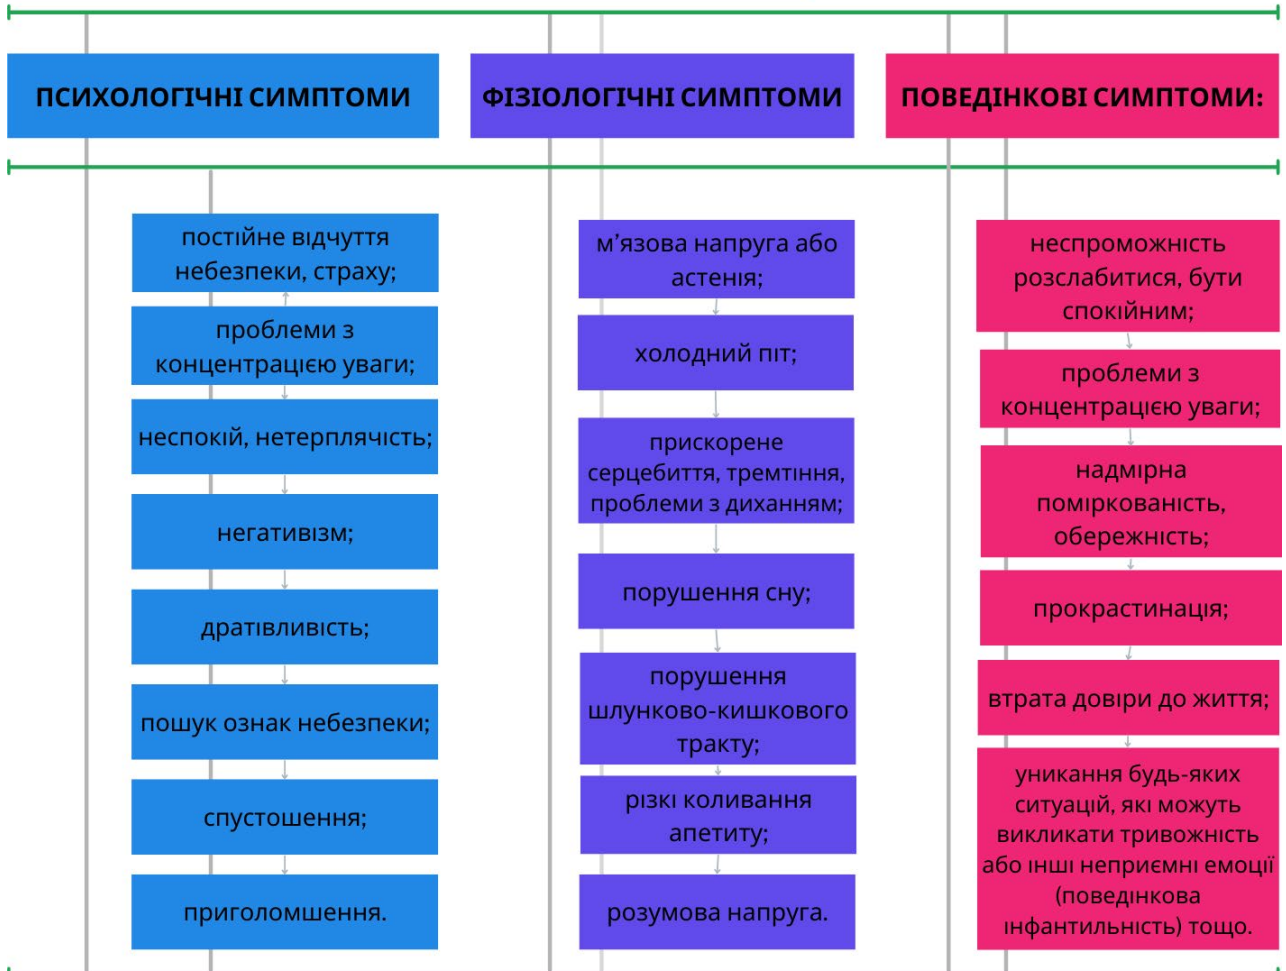 ПСИХОЛОГІЧНІ СИМПТОМИ
постійне відчуття
небезпеки, страху;
проблеми з
концентрацією уваги;
неспокій, нетерплячість;
негативізм;
дратівливість;
пошук ознак небезпеки;
спустошення;
приголомшення.
ФІЗІОЛОГІЧНІ СИМПТОМИ
м’язова напруга або
астенія;
холодний піт;
прискорене
серцебиття, тремтіння,
проблеми з диханням;
порушення сну;
порушення
шлунково-кишкового
тракту;
різкі коливання
апетиту;
розумова напруга.
ПОВЕДІНКОВІ СИМПТОМИ:
неспроможність
розслабитися, бути
спокійним;
проблеми з
концентрацією уваги;
надмірна
поміркованість,
обережність;
прокрастинація;
втрата довіри до життя;
уникання будь-яких
ситуацій, які можуть
викликати тривожність
або інші неприємні емоції
(поведінкова
інфантильність) тощо.